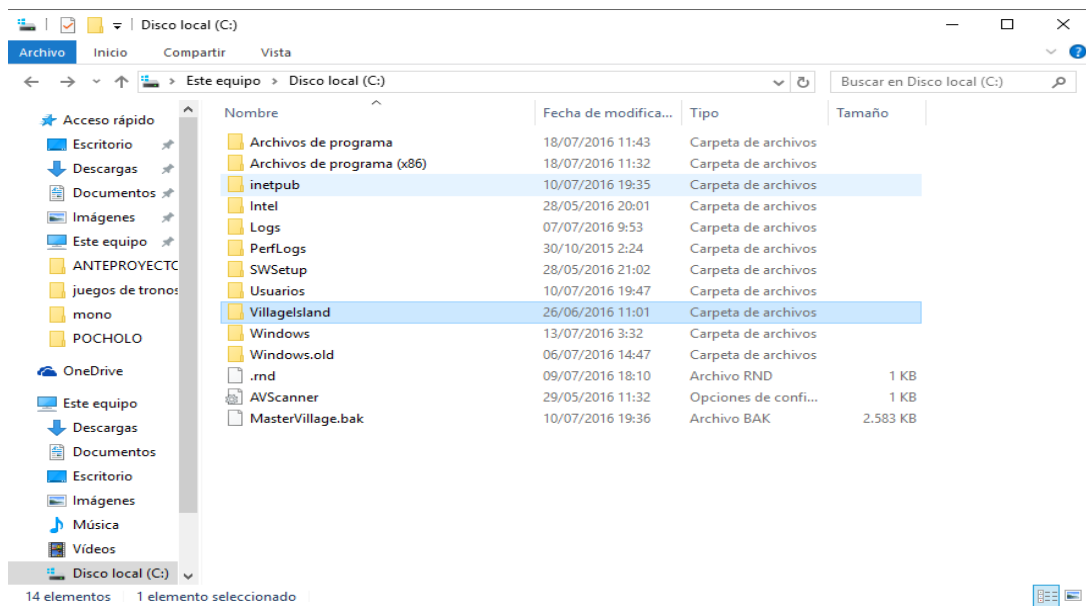 Disco local (C:)
Archivo Inicio Compartir Vista
Este equipo > Disco local (C:) Buscar en Disco local (C:)
Nombre Fecha de modifica... Tipo Tamaño
Acceso rápido
Escritorio
Descargas
Documentos
Imágenes
Este equipo
ANTEPROYECTC
juegos de tronos
mono
POCHOLO
OneDrive
Este equipo
Descargas
Documentos
Escritorio
Imágenes
Música
Vídeos
Disco local (C:)
Archivos de programa 18/07/2016 11:43 Carpeta de archivos
Archivos de programa (x86) 18/07/2016 11:32 Carpeta de archivos
inetpub 10/07/2016 19:35 Carpeta de archivos
Intel 28/05/2016 20:01 Carpeta de archivos
Logs 07/07/2016 9:53 Carpeta de archivos
PerfLogs 30/10/2015 2:24 Carpeta de archivos
SWSetup 28/05/2016 21:02 Carpeta de archivos
Usuarios 10/07/2016 19:47 Carpeta de archivos
VillageIsland 26/06/2016 11:01 Carpeta de archivos
Windows 13/07/2016 3:32 Carpeta de archivos
Windows.old 06/07/2016 14:47 Carpeta de archivos
.rnd 09/07/2016 18:10 Archivo RND 1 KB
AVScanner 29/05/2016 11:32 Opciones de confi... 1 KB
MasterVillage.bak 10/07/2016 19:36 Archivo BAK 2.583 KB
14 elementos 1 elemento seleccionado